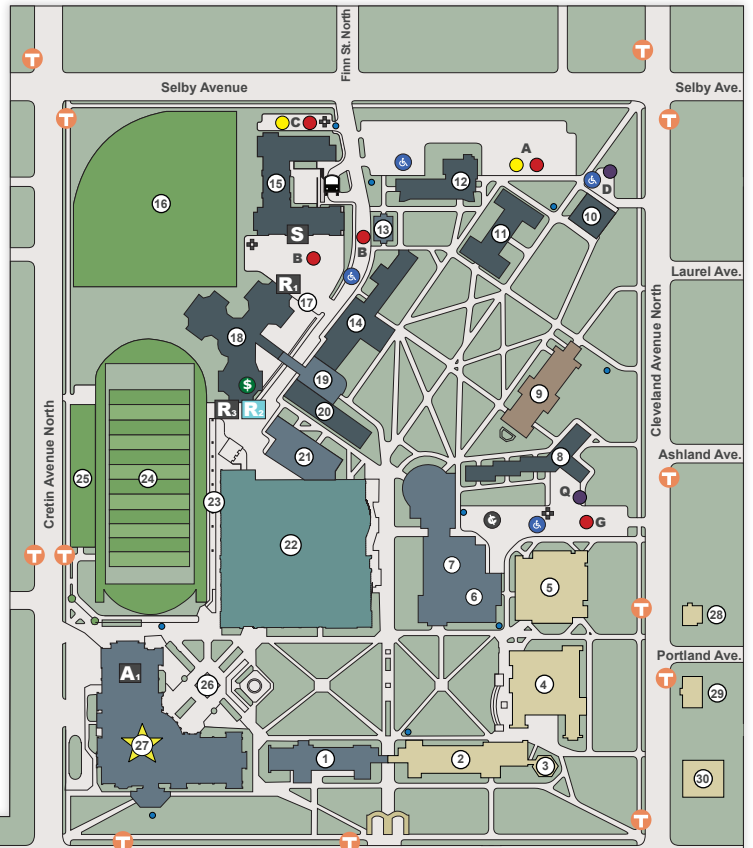 Finn St. North
Selby Avenue
Selby Ave.
T
T
T
T
C
A
15
12
D
16
10
S
13
11
B
B
R1
17
Laurel Ave.
14
18
Cleveland Avenue North
19
9
$
R3
R2
20
Cretin Avenue North
21
8
Ashland Ave.
25
24
23
T
Q
G
22
T
T
7
5
6
T
28
Portland Ave.
A1
26
4
T
29
27
1
2
3
30
T
T
T